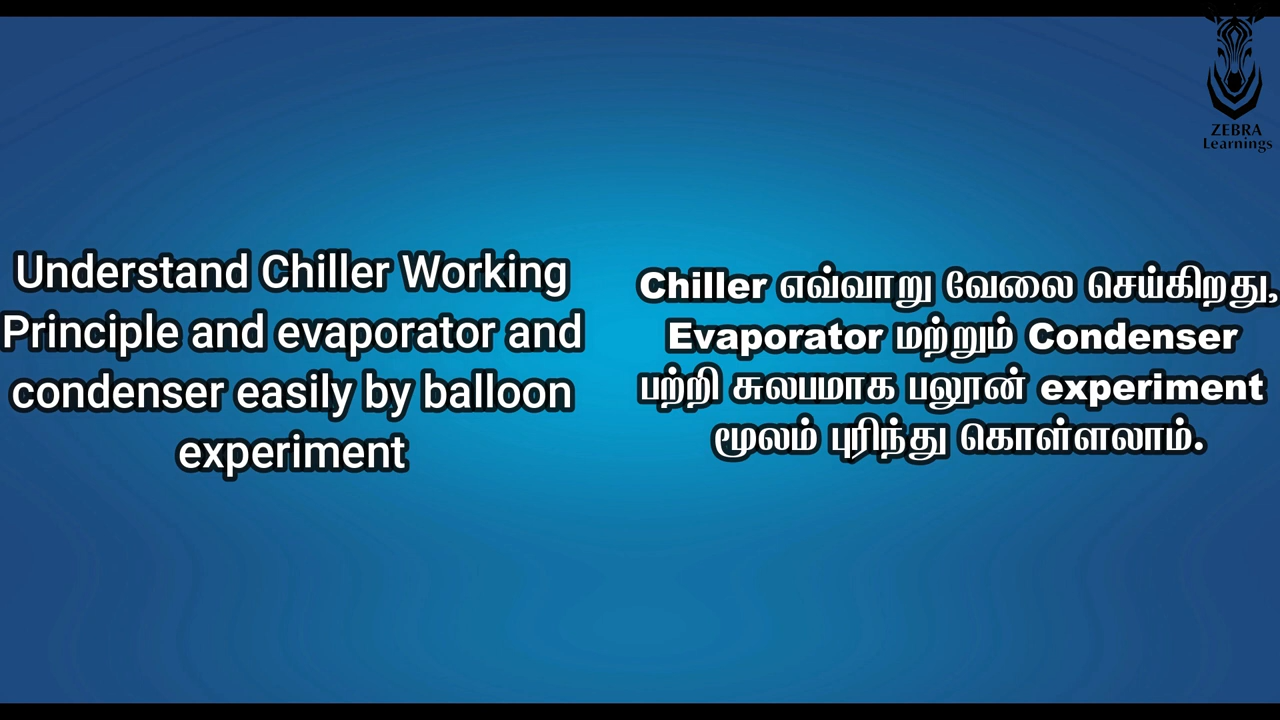 ZEBRA
Learnings
Understand Chiller Working
Principle and evaporator and
condenser easily by balloon
experiment
Chiller எவ்வாறு வேலை செய்கிறது,
Evaporator மற்றும் Condenser
பற்றி சுலபமாக பலூன் experiment
மூலம் புரிந்து கொள்ளலாம்.